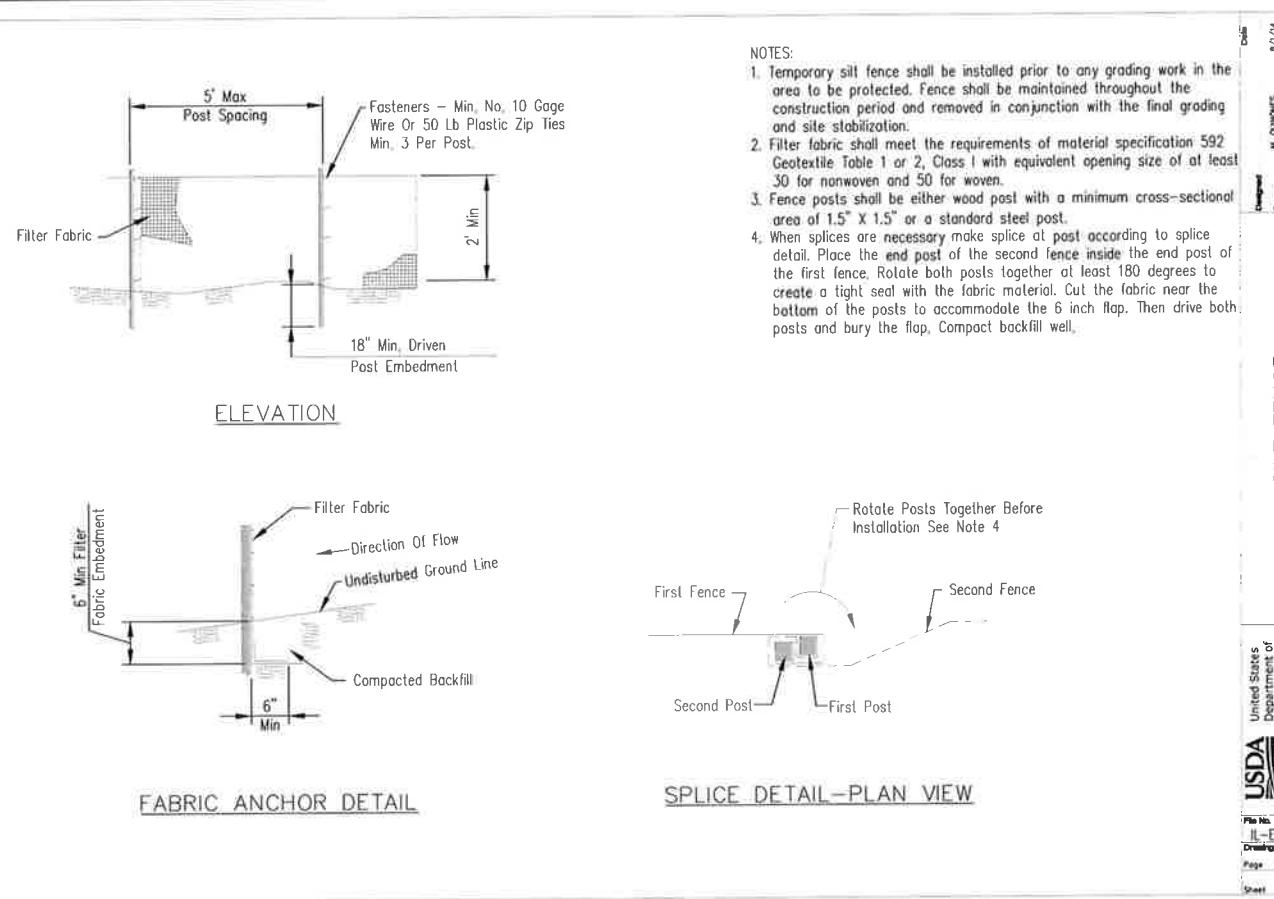 NOTES:
1. Temporary silt fence shall be installed prior to any grading work in the
area to be protected. Fence shall be maintained throughout the
construction period and removed in conjunction with the final grading
and site stabilization.
2. Filter fabric shall meet the requirements of material specification 592
Geotextile Table 1 or 2, Class I with equivalent opening size of at least
30 for nonwoven and 50 for woven.
3. Fence posts shall be either wood post with a minimum cross-sectional
area of 1.5" X 1.5" or a standard steel post.
4. When splices are necessary make splice at post according to splice
detail. Place the end post of the second fence inside the end post of
the first fence. Rotate both posts together at least 180 degrees to
create a tight seal with the fabric material. Cut the fabric near the
bottom of the posts to accommodate the 6 inch flap. Then drive both
posts and bury the flap. Compact backfill well.
5' Max
Post Spacing
Fasteners - Min. No. 10 Gage
Wire Or 50 Lb Plastic Zip Ties
Min. 3 Per Post.
Filter Fabric
2' Min
18" Min. Driven
Post Embedment
ELEVATION
6" Min Filter
Fabric Embedment
Filter Fabric
Direction Of Flow
Undisturbed Ground Line
Compacted Backfill
6"
Min
FABRIC ANCHOR DETAIL
Rotate Posts Together Before
Installation See Note 4
First Fence
Second Fence
Second Post
First Post
SPLICE DETAIL-PLAN VIEW
Date
Designed
United States
Department of
USDA
File No.
IL-E
Drawing
Page
Sheet